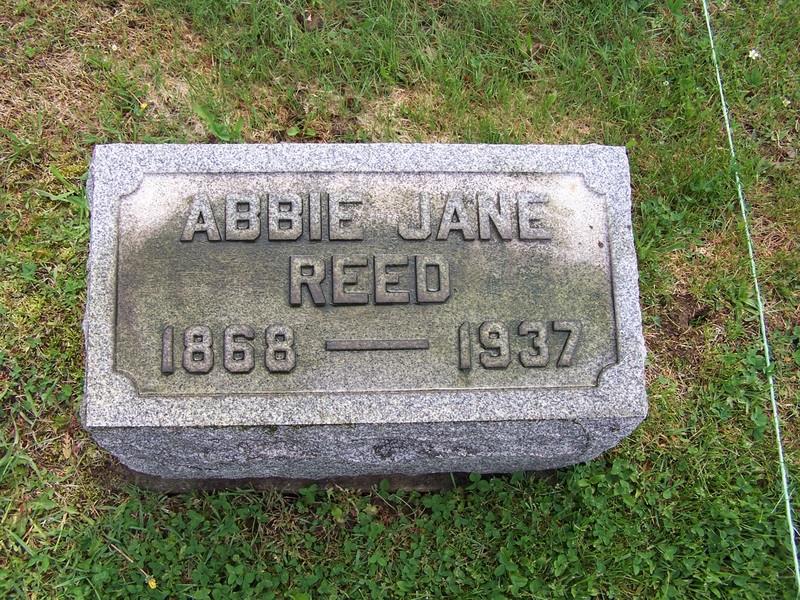 ABBIE JANE
REED
1868 — 1937